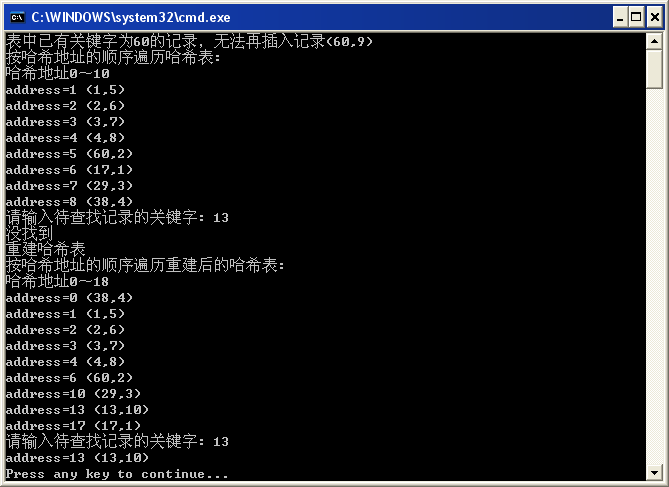 C:\WINDOWS\system32\cmd.exe
表中已有关键字为60的记录，无法再插入记录(60,9)
按哈希地址的顺序遍历哈希表：
哈希地址0～10
address=1 (1,5)
address=2 (2,6)
address=3 (3,7)
address=4 (4,8)
address=5 (60,2)
address=6 (17,1)
address=7 (29,3)
address=8 (38,4)
请输入待查找记录的关键字：13
没找到
重建哈希表
按哈希地址的顺序遍历重建后的哈希表：
哈希地址0～18
address=0 (38,4)
address=1 (1,5)
address=2 (2,6)
address=3 (3,7)
address=4 (4,8)
address=6 (60,2)
address=10 (29,3)
address=13 (13,10)
address=17 (17,1)
请输入待查找记录的关键字：13
address=13 (13,10)
Press any key to continue...